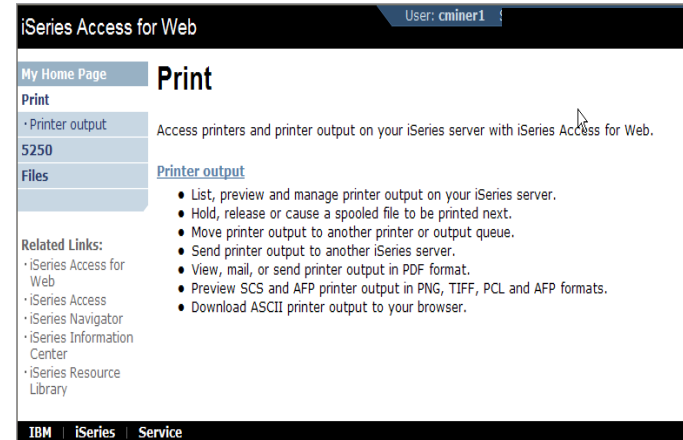 iSeries Access for Web
User: cminer1
My Home Page
Print
· Printer output
5250
Files
Related Links:
· iSeries Access for
Web
· iSeries Access
· iSeries Navigator
· iSeries Information
Center
· iSeries Resource
Library
Print
Access printers and printer output on your iSeries server with iSeries Access for Web.
Printer output
● List, preview and manage printer output on your iSeries server.
● Hold, release or cause a spooled file to be printed next.
● Move printer output to another printer or output queue.
● Send printer output to another iSeries server.
● View, mail, or send printer output in PDF format.
● Preview SCS and AFP printer output in PNG, TIFF, PCL and AFP formats.
● Download ASCII printer output to your browser.
IBM | iSeries | Service